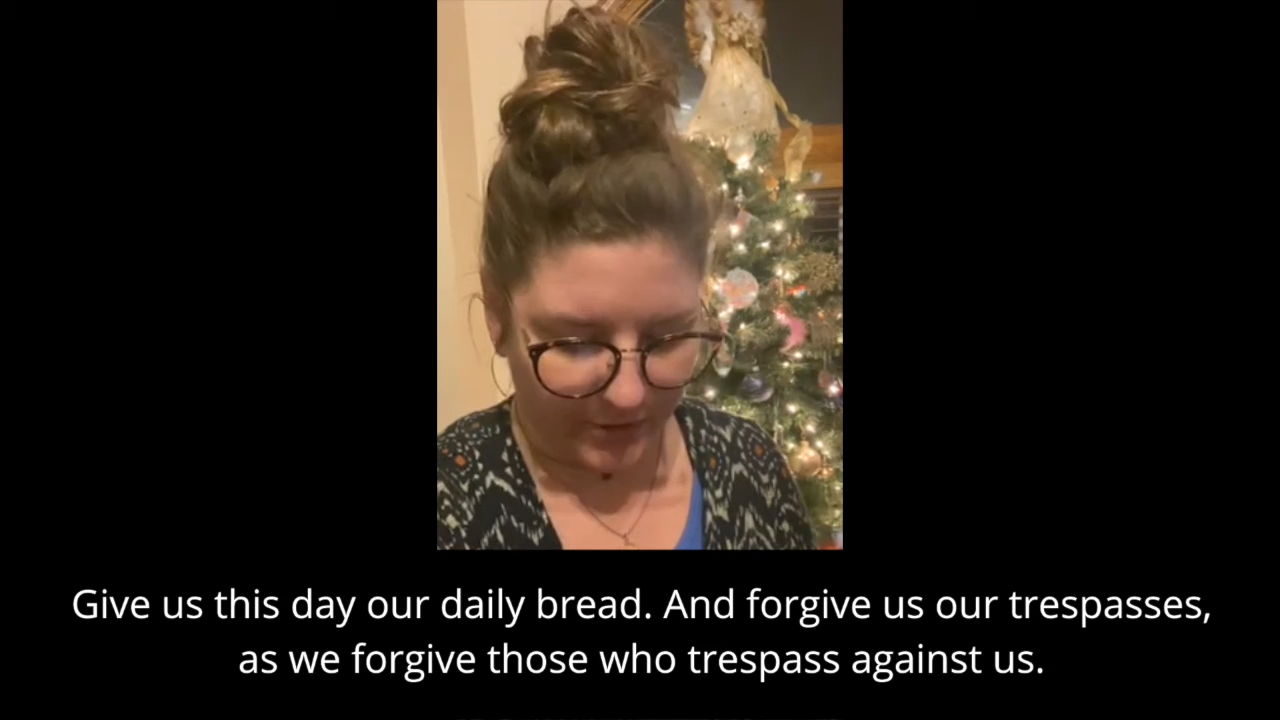 Give us this day our daily bread. And forgive us our trespasses,
as we forgive those who trespass against us.